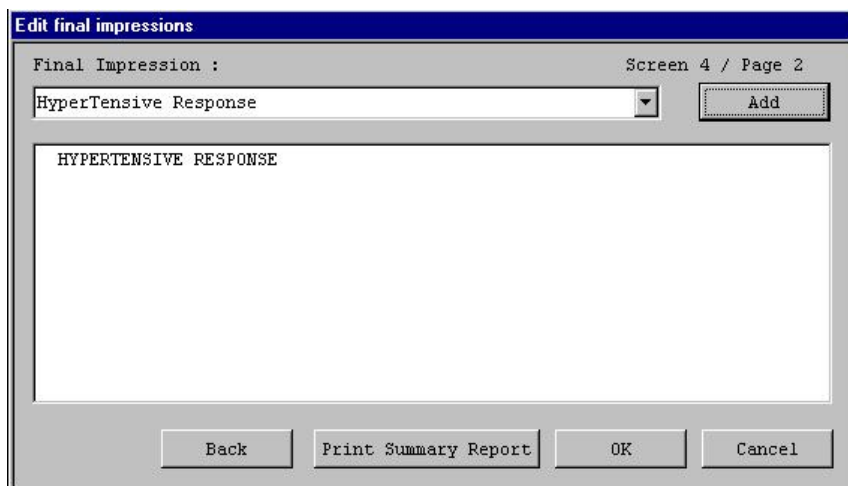 Edit final impressions
Final Impression :
Screen 4 / Page 2
HyperTensive Response
Add
HYPERTENSIVE RESPONSE
Back
Print Summary Report
OK
Cancel